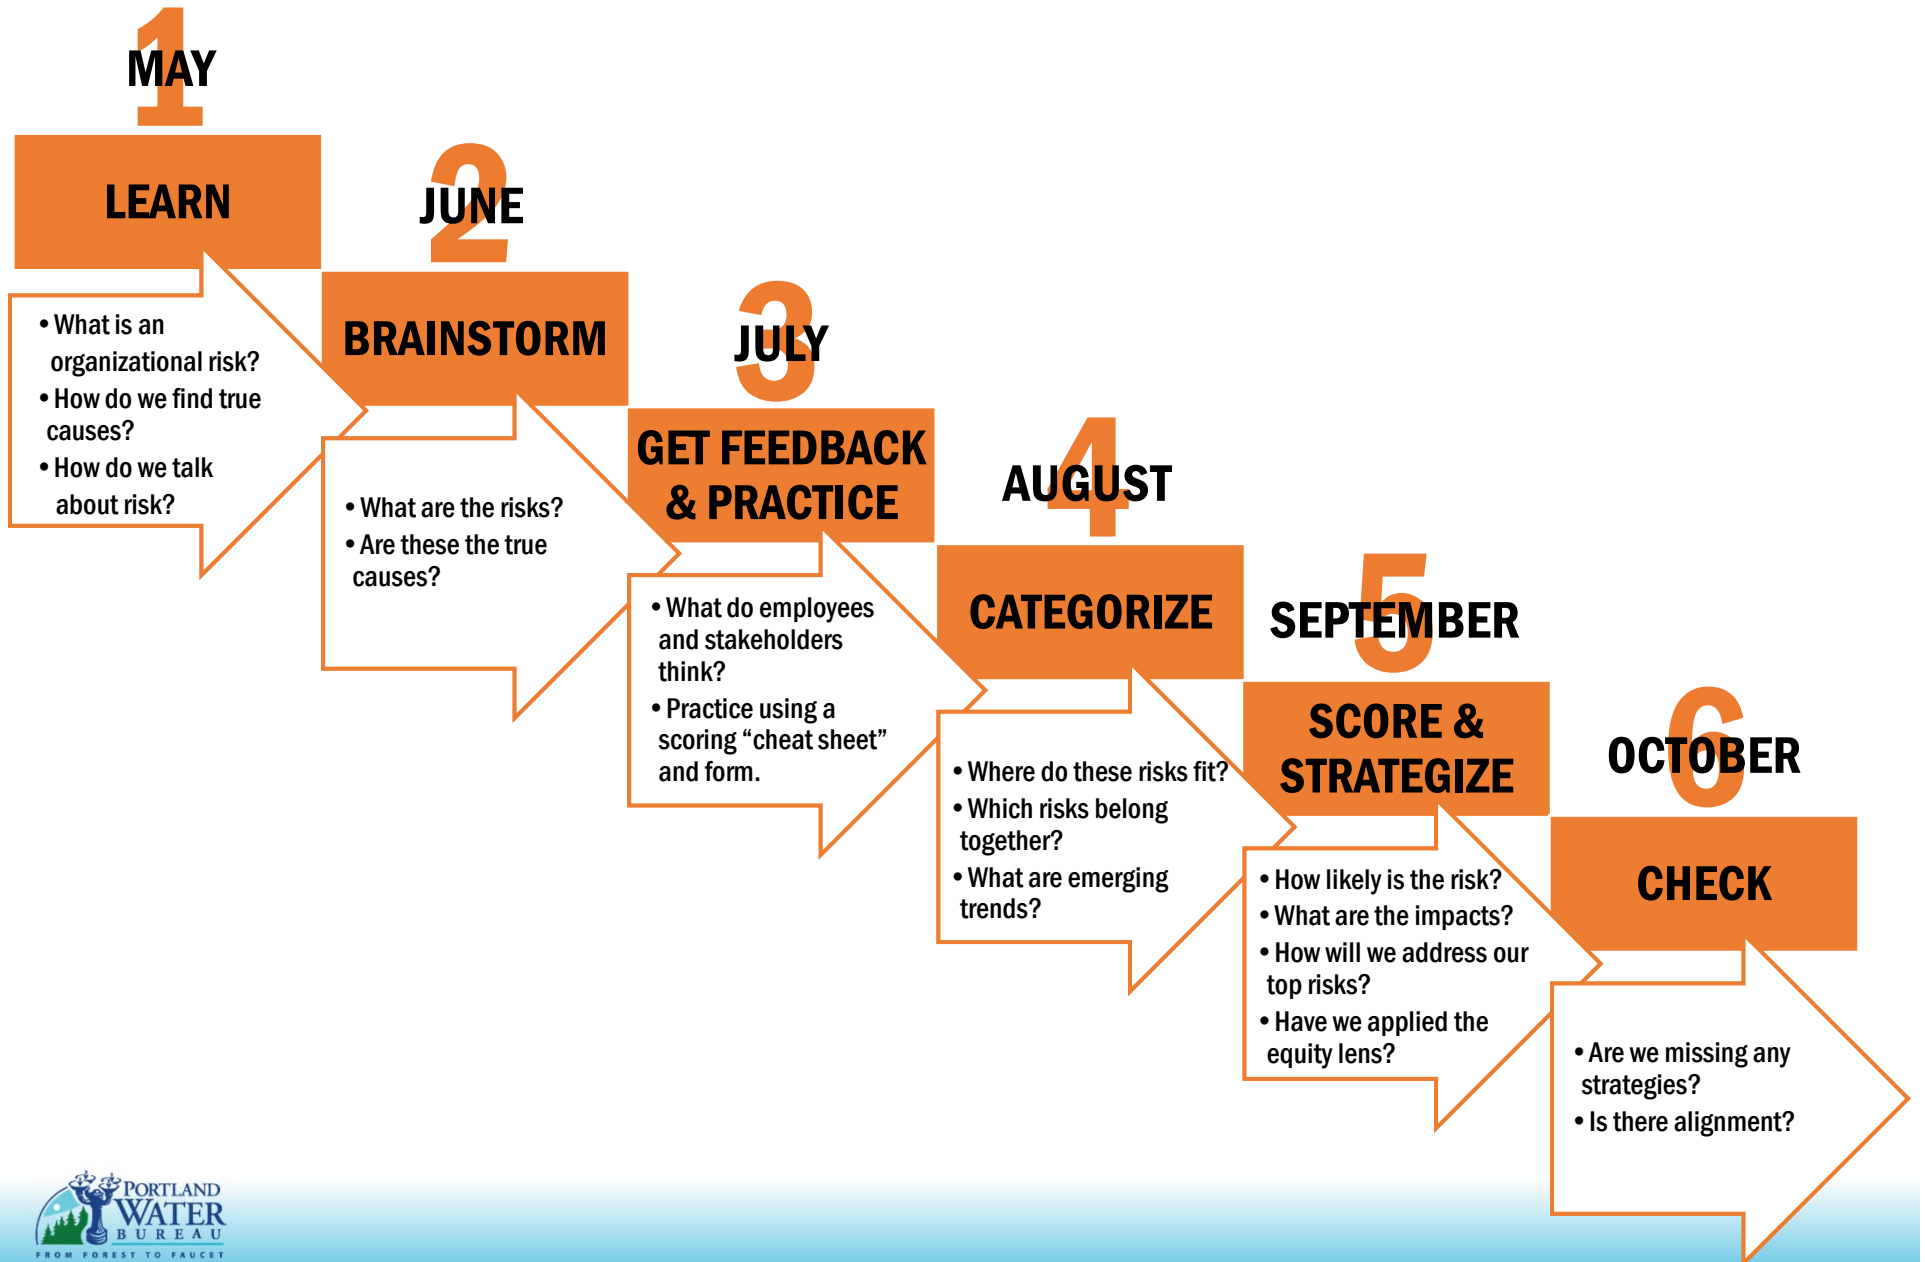 1
MAY
LEARN
• What is an
organizational risk?
• How do we find true
causes?
• How do we talk
about risk?
2
JUNE
BRAINSTORM
• What are the risks?
• Are these the true
causes?
3
JULY
GET FEEDBACK
& PRACTICE
• What do employees
and stakeholders
think?
• Practice using a
scoring “cheat sheet”
and form.
4
AUGUST
CATEGORIZE
• Where do these risks fit?
• Which risks belong
together?
• What are emerging
trends?
5
SEPTEMBER
SCORE &
STRATEGIZE
• How likely is the risk?
• What are the impacts?
• How will we address our
top risks?
• Have we applied the
equity lens?
6
OCTOBER
CHECK
• Are we missing any
strategies?
• Is there alignment?
PORTLAND
WATER
BUREAU
FROM FOREST TO FAUCET